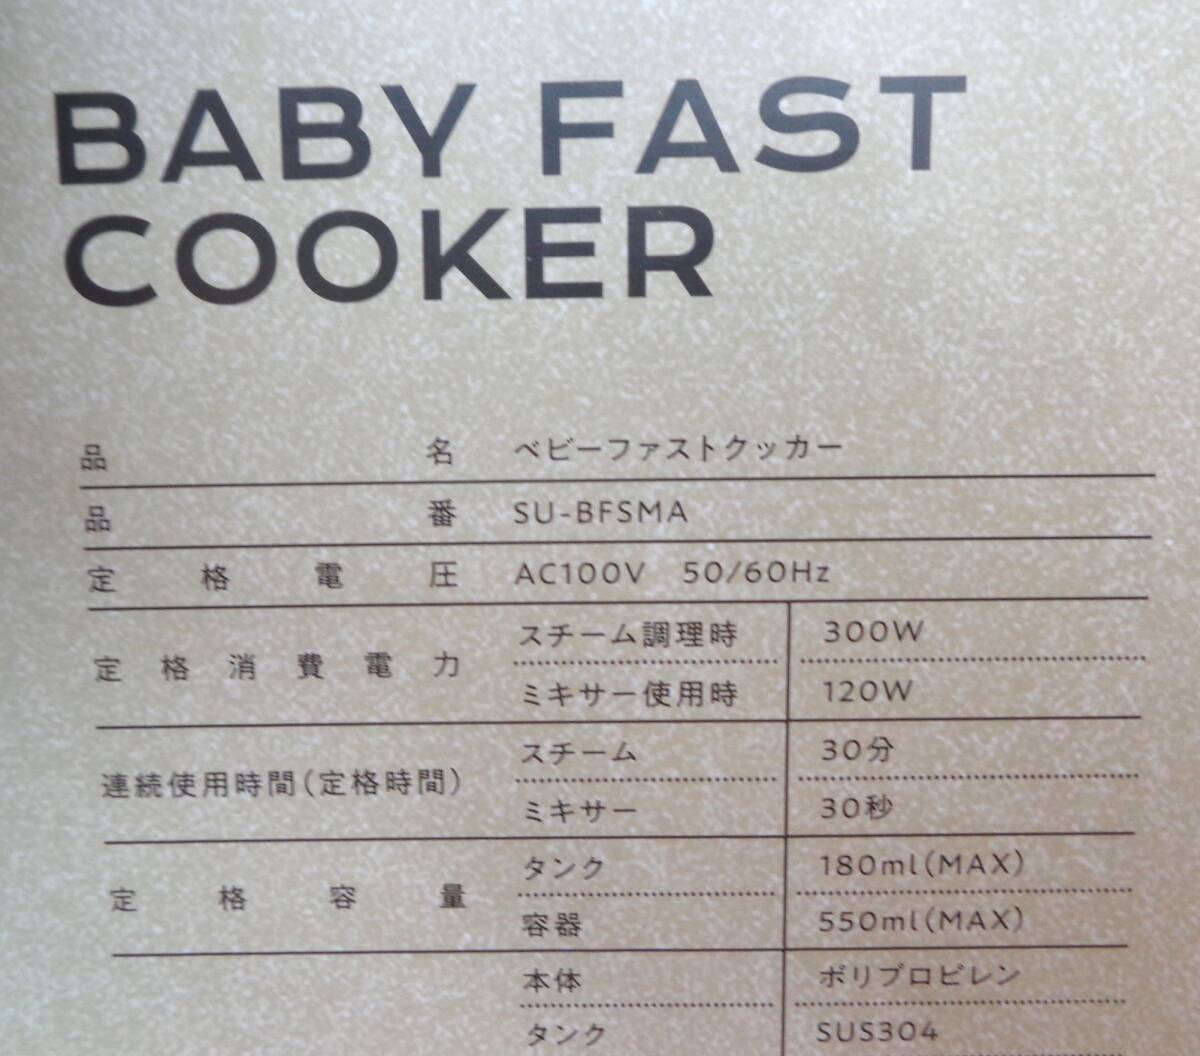 BABY FAST
COOKER
品名 ベビーファストクッカー
品番 SU-BFSMA
定格電圧 AC100V 50/60Hz
定格消費電力 スチーム調理時 300W
ミキサー使用時 120W
連続使用時間(定格時間) スチーム 30分
ミキサー 30秒
定格容量 タンク 180ml(MAX)
容器 550ml(MAX)
本体 ポリプロピレン
タンク SUS304